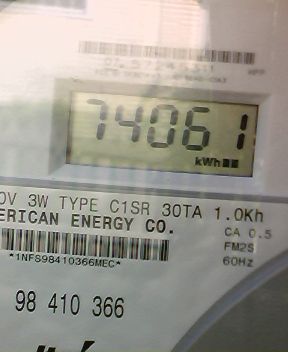 74061
kWh
0V 3W TYPE C1SR 30TA 1.0Kh
ERICAN ENERGY CO.
CA 0.5
FM2S
60Hz
*1NFS98410366MEC*
98 410 366